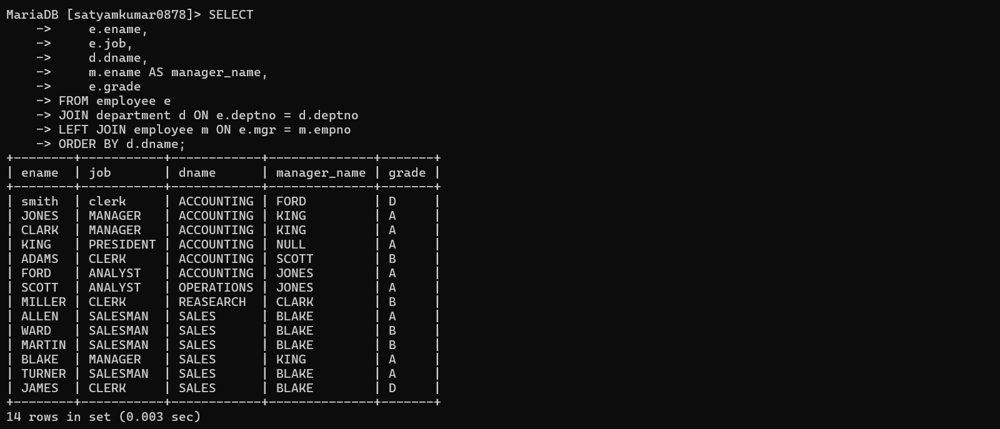 MariaDB [satyamkumar0878]> SELECT
    ->     e.ename,
    ->     e.job,
    ->     d.dname,
    ->     m.ename AS manager_name,
    ->     e.grade
    -> FROM employee e
    -> JOIN department d ON e.deptno = d.deptno
    -> LEFT JOIN employee m ON e.mgr = m.empno
    -> ORDER BY d.dname;
+--------+-----------+------------+--------------+-------+
| ename  | job       | dname      | manager_name | grade |
+--------+-----------+------------+--------------+-------+
| smith  | clerk     | ACCOUNTING | FORD         | D     |
| JONES  | MANAGER   | ACCOUNTING | KING         | A     |
| CLARK  | MANAGER   | ACCOUNTING | KING         | A     |
| KING   | PRESIDENT | ACCOUNTING | NULL         | A     |
| ADAMS  | CLERK     | ACCOUNTING | SCOTT        | B     |
| FORD   | ANALYST   | ACCOUNTING | JONES        | A     |
| SCOTT  | ANALYST   | OPERATIONS | JONES        | A     |
| MILLER | CLERK     | REASEARCH  | CLARK        | B     |
| ALLEN  | SALESMAN  | SALES      | BLAKE        | A     |
| WARD   | SALESMAN  | SALES      | BLAKE        | B     |
| MARTIN | SALESMAN  | SALES      | BLAKE        | B     |
| BLAKE  | MANAGER   | SALES      | KING         | A     |
| TURNER | SALESMAN  | SALES      | BLAKE        | A     |
| JAMES  | CLERK     | SALES      | BLAKE        | D     |
+--------+-----------+------------+--------------+-------+
14 rows in set (0.003 sec)